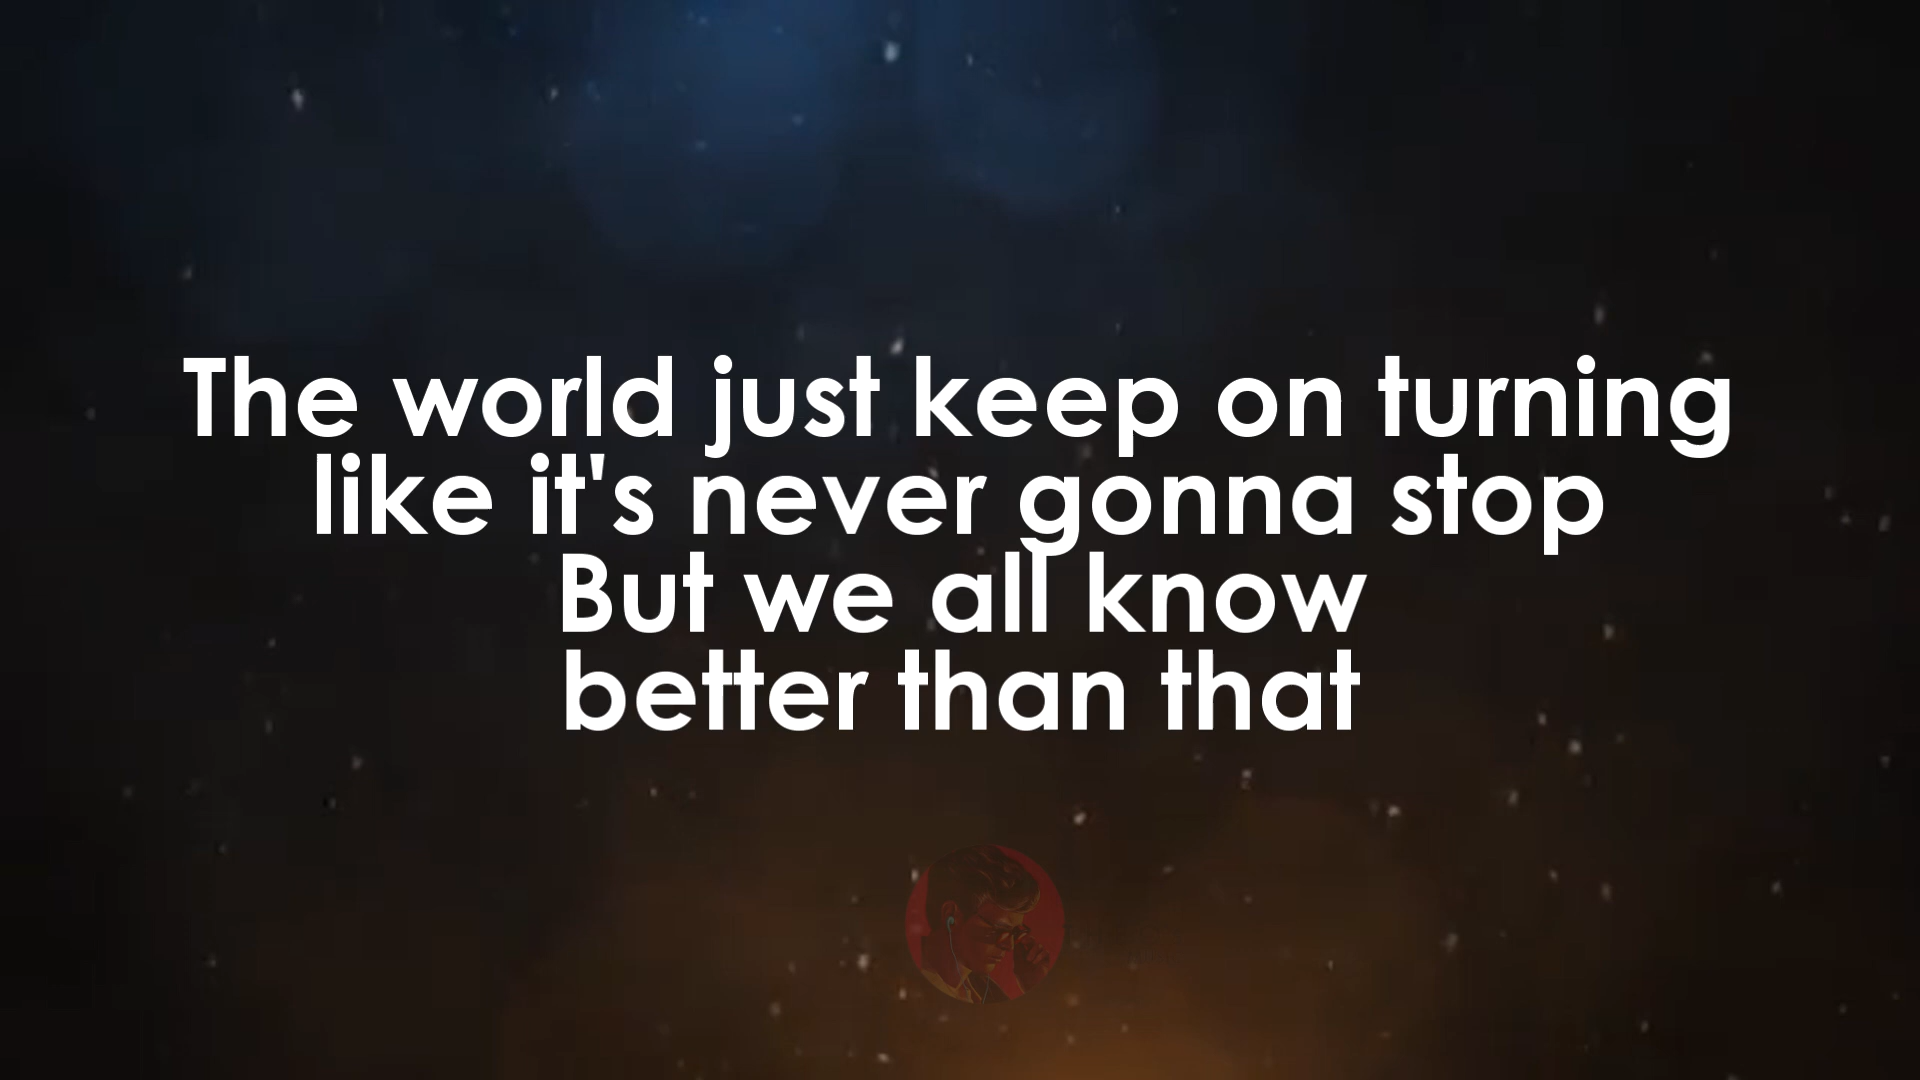 The world just keep on turning
like it's never gonna stop
But we all know
better than that